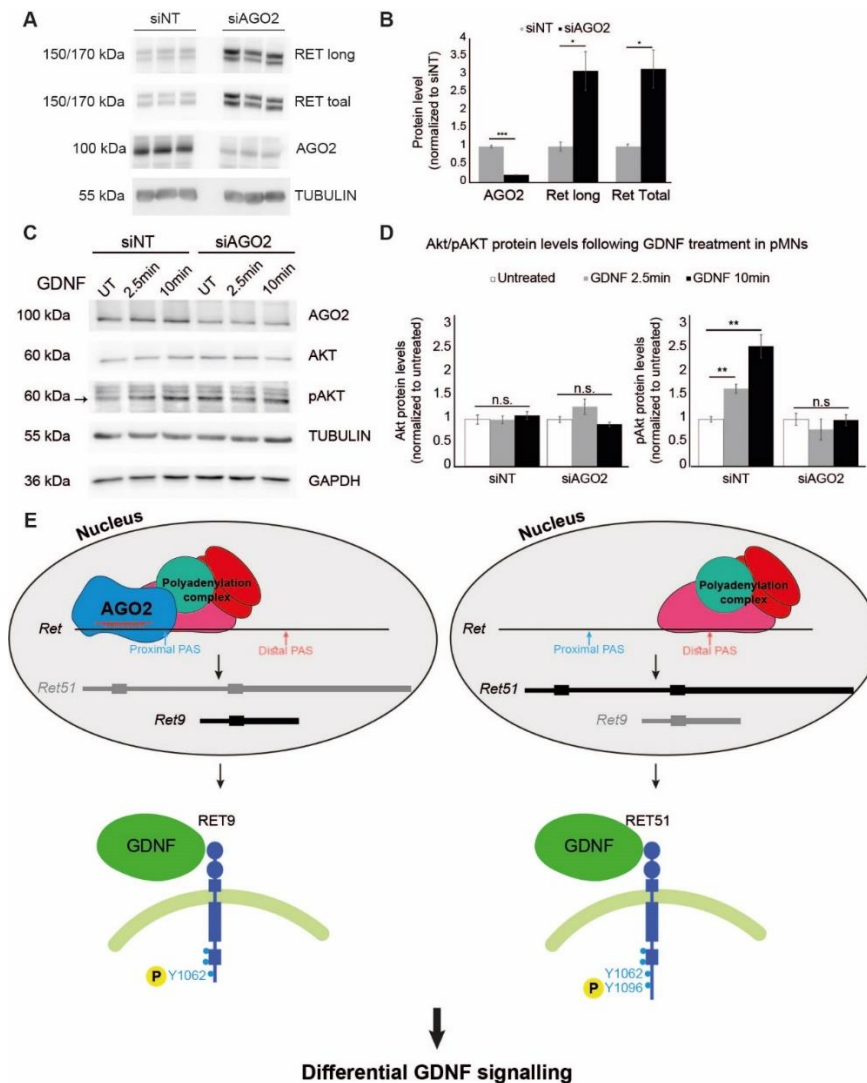 A
siNT siAGO2
150/170 kDa RET long
150/170 kDa RET toal
100 kDa AGO2
55 kDa TUBULIN
B
siNT siAGO2
Protein level
(normalized to siNT)
4
3.5
3
2.5
2
1.5
1
0.5
0
*** * *
AGO2 Ret long Ret Total
C
siNT siAGO2
GDNF UT 2.5min 10min UT 2.5min 10min
100 kDa AGO2
60 kDa AKT
60 kDa pAKT
55 kDa TUBULIN
36 kDa GAPDH
D
Akt/pAKT protein levels following GDNF treatment in pMNs
Untreated GDNF 2.5min GDNF 10min
Akt protein levels
(normalized to untreated)
3
2.5
2
1.5
1
0.5
0
n.s. n.s.
siNT siAGO2
pAkt protein levels
(normalized to untreated)
3
2.5
2
1.5
1
0.5
0
**
**
n.s
siNT siAGO2
E
Nucleus
Polyadenylation
complex
AGO2
Ret
Proximal PAS Distal PAS
Ret51
Ret9
RET9
GDNF
P Y1062
Nucleus
Polyadenylation
complex
Ret
Proximal PAS Distal PAS
Ret51
Ret9
RET51
GDNF
Y1062
P Y1096
Differential GDNF signalling